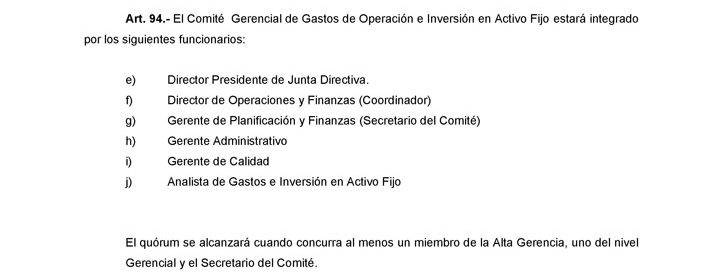 Art. 94.- El Comité Gerencial de Gastos de Operación e Inversión en Activo Fijo estará integrado
por los siguientes funcionarios:
e) Director Presidente de Junta Directiva.
f) Director de Operaciones y Finanzas (Coordinador)
g) Gerente de Planificación y Finanzas (Secretario del Comité)
h) Gerente Administrativo
i) Gerente de Calidad
j) Analista de Gastos e Inversión en Activo Fijo
El quórum se alcanzará cuando concurra al menos un miembro de la Alta Gerencia, uno del nivel
Gerencial y el Secretario del Comité.